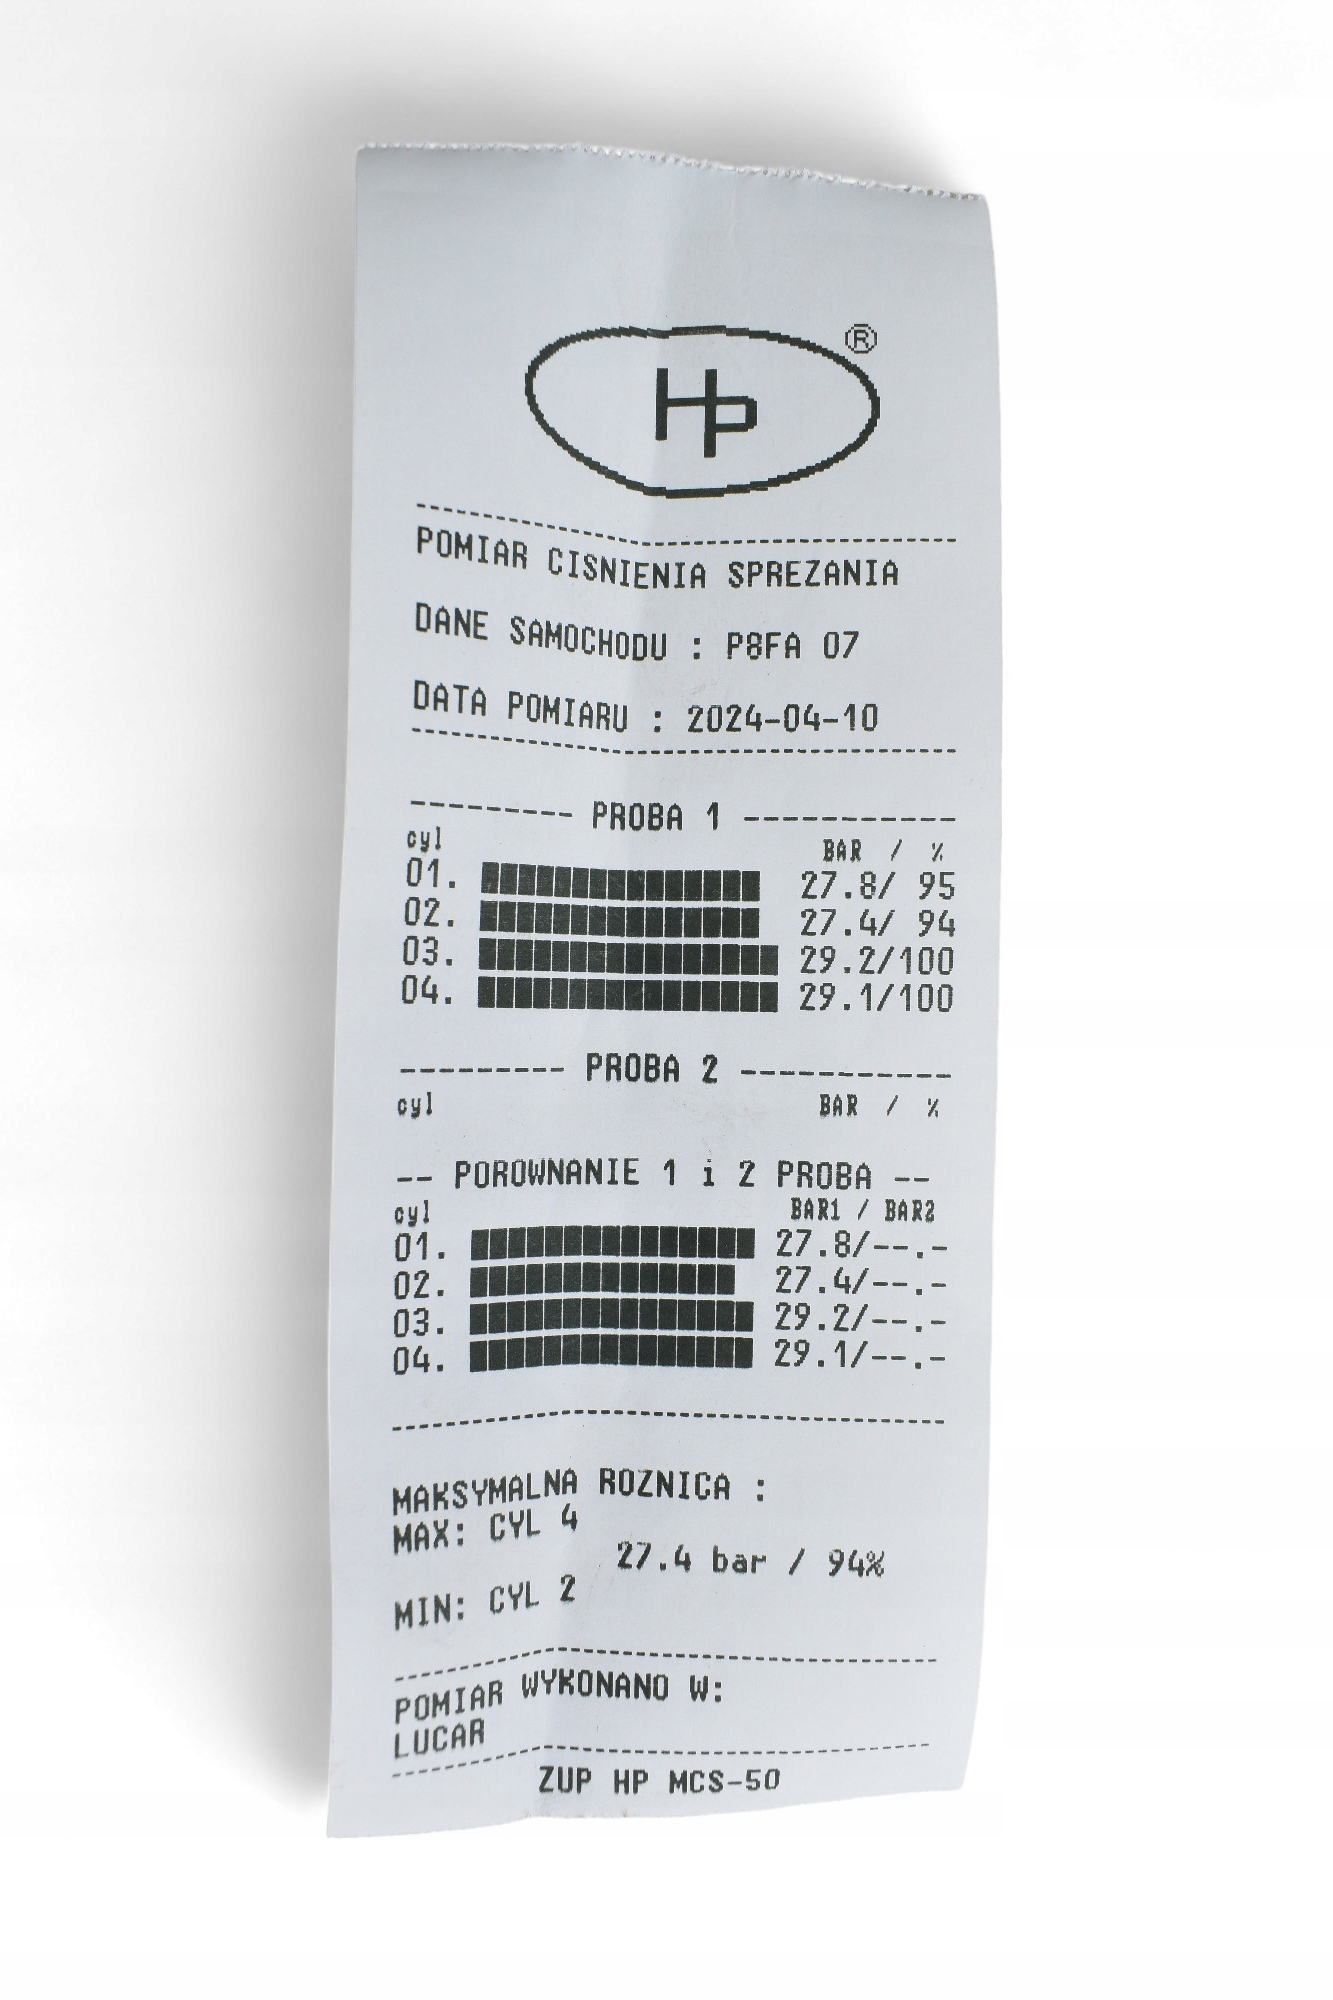 HP ®
POMIAR CISNIENIA SPREZANIA
DANE SAMOCHODU : P8FA 07
DATA POMIARU : 2024-04-10
--------- PROBA 1 ------------
cyl BAR / %
01. 27.8/ 95
02. 27.4/ 94
03. 29.2/100
04. 29.1/100
--------- PROBA 2 ------------
cyl BAR / %
-- POROWNANIE 1 i 2 PROBA --
cyl BAR1 / BAR2
01. 27.8/--.-
02. 27.4/--.-
03. 29.2/--.-
04. 29.1/--.-
MAKSYMALNA ROZNICA :
MAX: CYL 4
27.4 bar / 94%
MIN: CYL 2
POMIAR WYKONANO W:
LUCAR
ZUP HP MCS-50